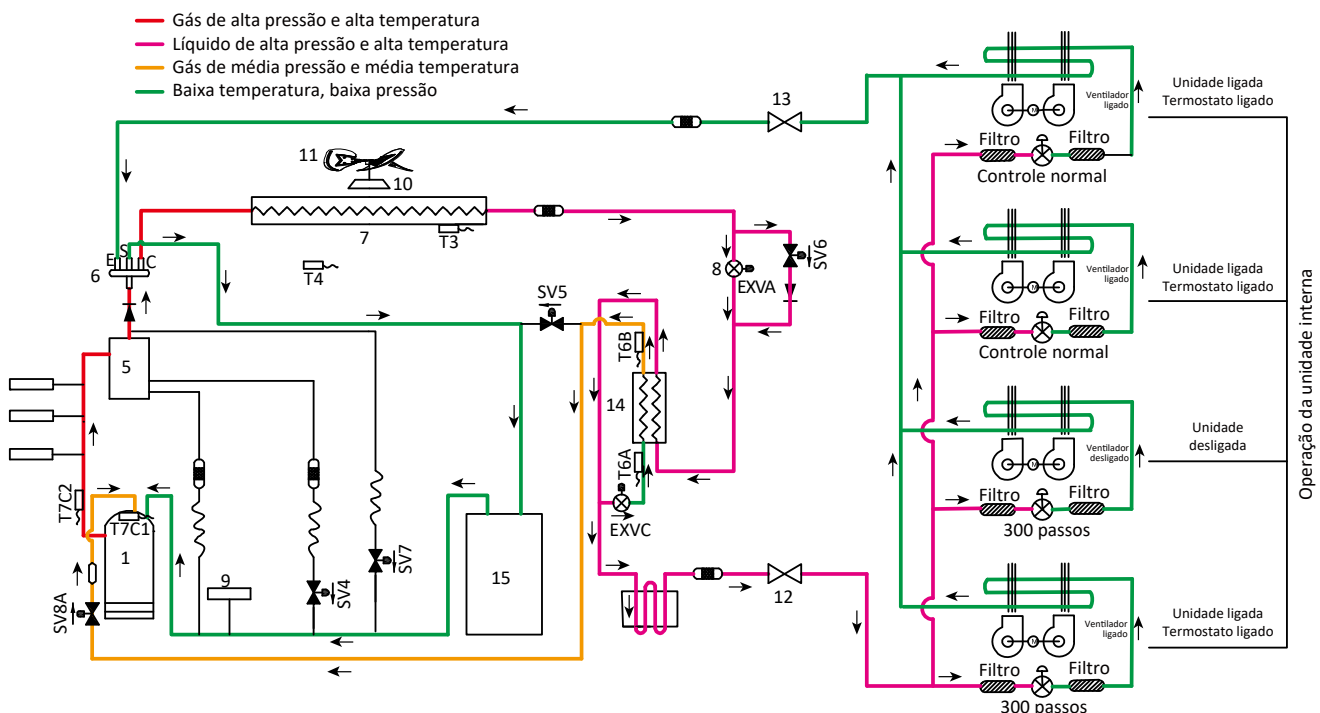 Gás de alta pressão e alta temperatura
Líquido de alta pressão e alta temperatura
Gás de média pressão e média temperatura
Baixa temperatura, baixa pressão
13
11
10
7
T3
T4
E
S
C
6
8
EXVA
SV6
SV5
5
T6B
14
T6A
EXVC
T7C2
T7C1
1
SV8A
9
SV4
SV7
15
12
Ventilador
ligado
M
Filtro
Filtro
Controle normal
Unidade ligada
Termostato ligado
Ventilador
ligado
M
Filtro
Filtro
Controle normal
Unidade ligada
Termostato ligado
Ventilador
desligado
M
Filtro
Filtro
300 passos
Unidade
desligada
Ventilador
ligado
M
Filtro
Filtro
300 passos
Unidade ligada
Termostato ligado
Operação da unidade interna